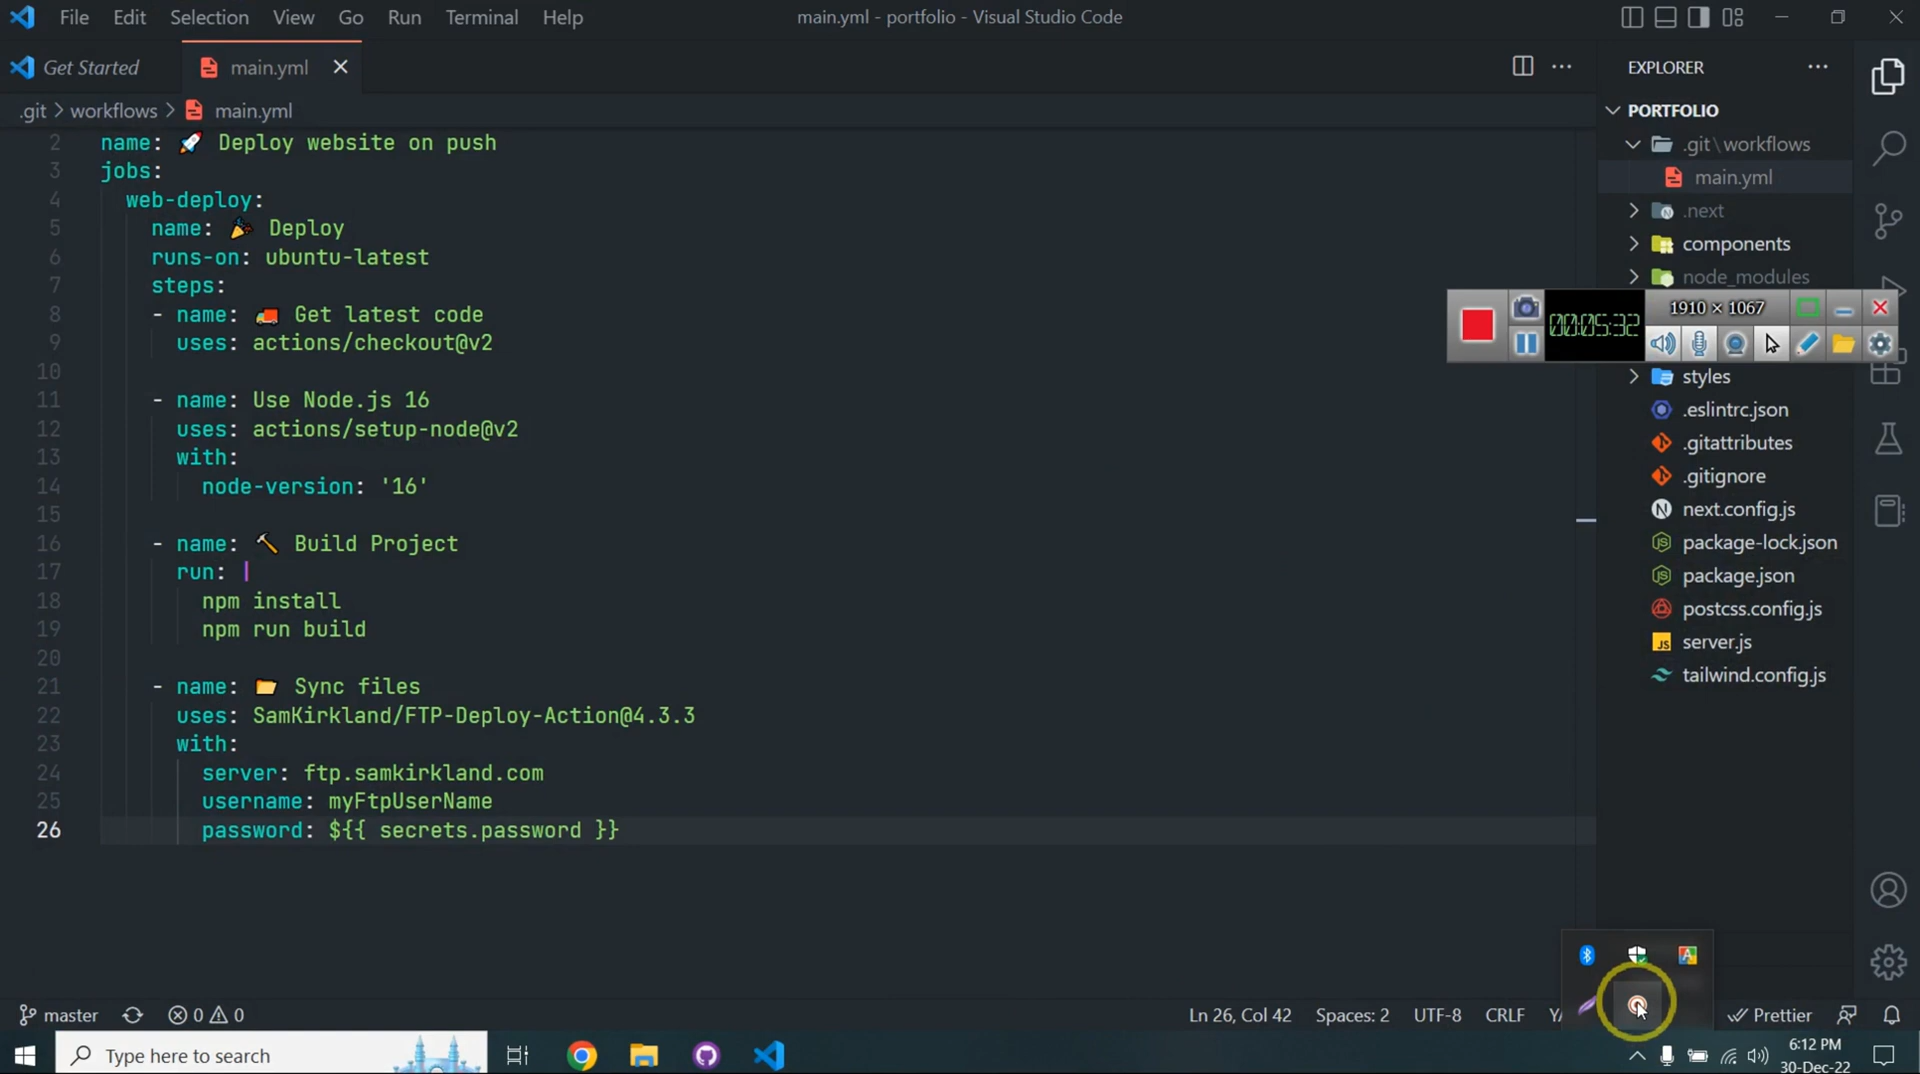 File Edit Selection View Go Run Terminal Help
main.yml - portfolio - Visual Studio Code
Get Started
main.yml
.git > workflows > main.yml
2 name: 🚀 Deploy website on push
3 jobs:
4 web-deploy:
5 name: 🎉 Deploy
6 runs-on: ubuntu-latest
7 steps:
8 - name: 🚚 Get latest code
9 uses: actions/checkout@v2
10
11 - name: Use Node.js 16
12 uses: actions/setup-node@v2
13 with:
14 node-version: '16'
15
16 - name: 🔨 Build Project
17 run: |
18 npm install
19 npm run build
20
21 - name: 📂 Sync files
22 uses: SamKirkland/FTP-Deploy-Action@4.3.3
23 with:
24 server: ftp.samkirkland.com
25 username: myFtpUserName
26 password: ${{ secrets.password }}
EXPLORER
PORTFOLIO
.git\workflows
main.yml
.next
components
node_modules
1910 × 1067
00:05:32
styles
.eslintrc.json
.gitattributes
.gitignore
next.config.js
package-lock.json
package.json
postcss.config.js
server.js
tailwind.config.js
master 0 0
Ln 26, Col 42 Spaces: 2 UTF-8 CRLF Prettier
Type here to search
6:12 PM
30-Dec-22